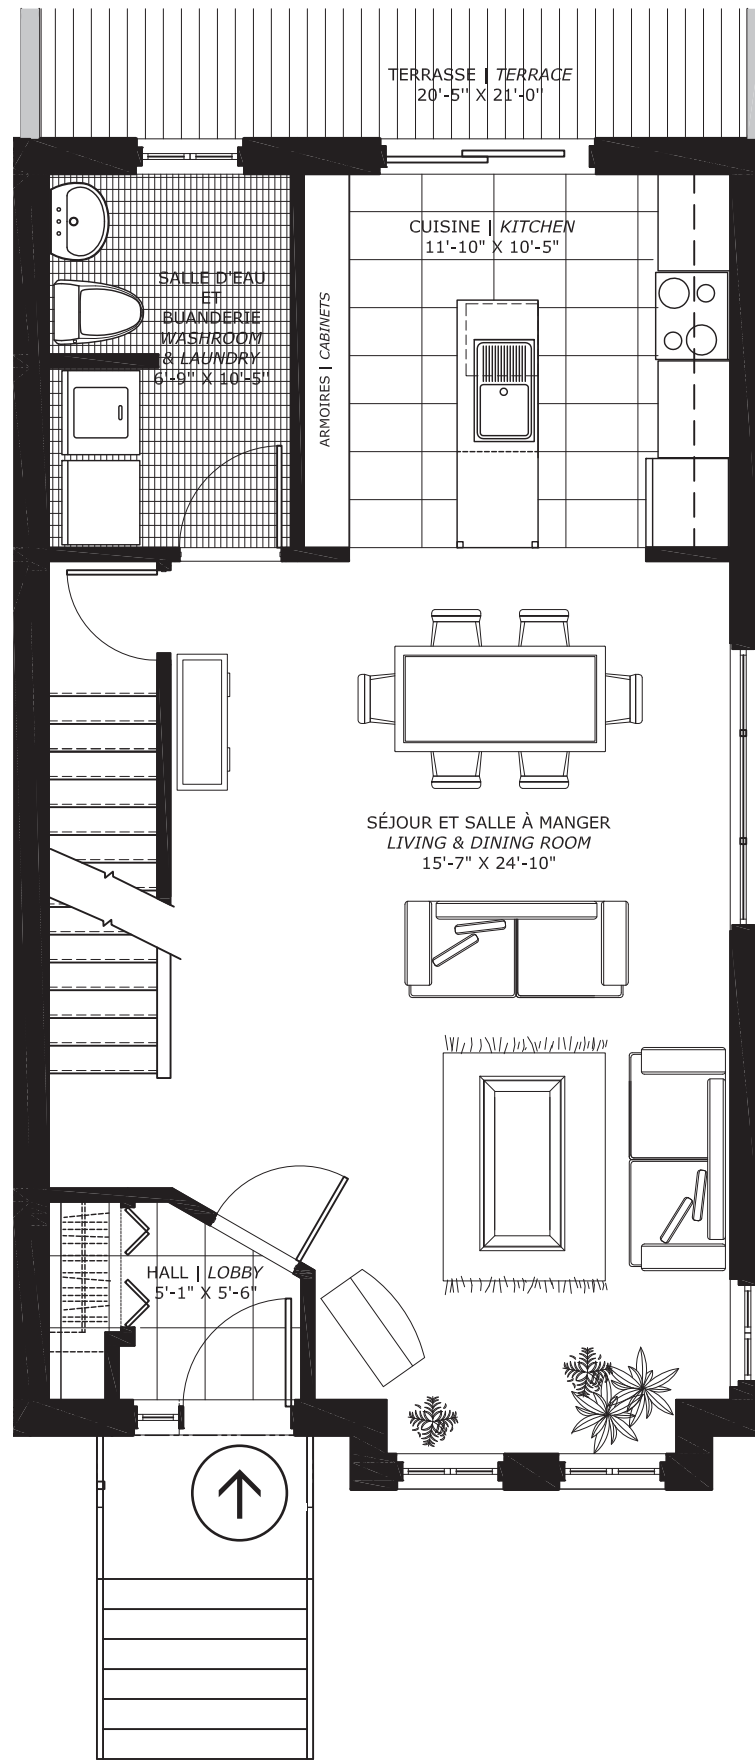 TERRASSE | TERRACE
20'-5" X 21'-0"
CUISINE | KITCHEN
11'-10" X 10'-5"
SALLE D'EAU
ET
BUANDERIE
WASHROOM
& LAUNDRY
6'-9" X 10'-5"
ARMOIRES | CABINETS
SÉJOUR ET SALLE À MANGER
LIVING & DINING ROOM
15'-7" X 24'-10"
HALL | LOBBY
5'-1" X 5'-6"